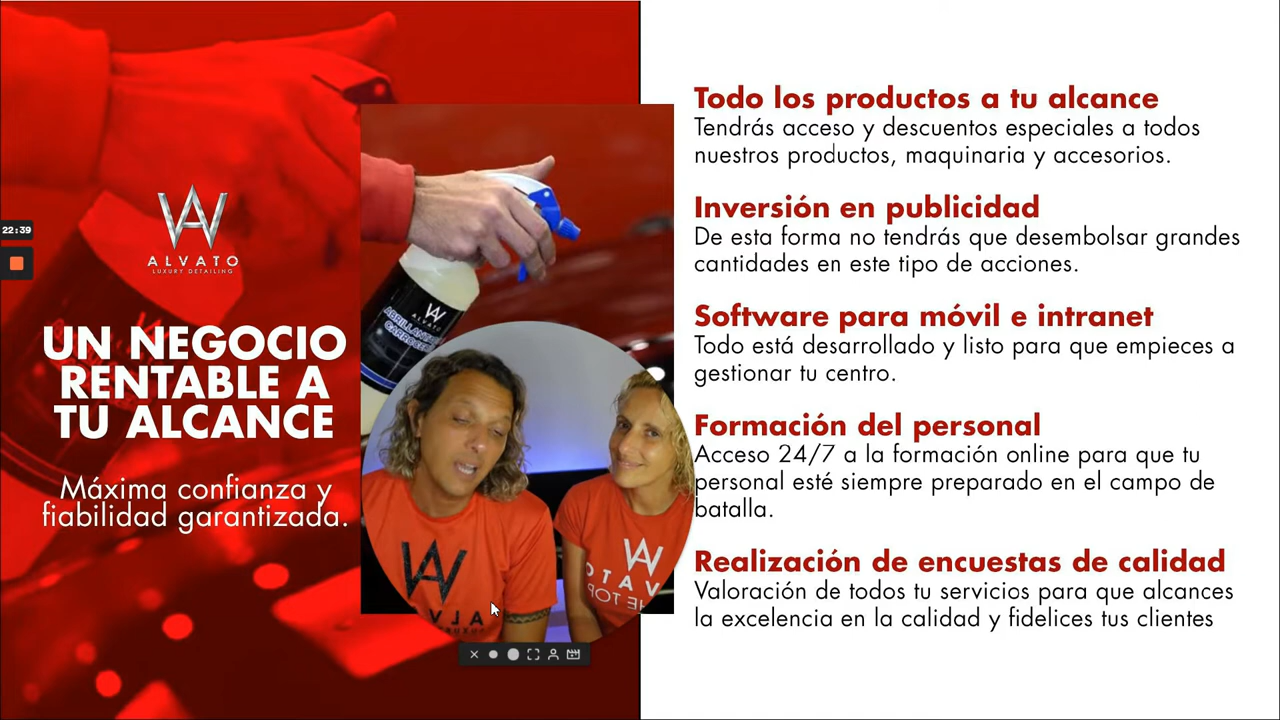 22:39
ALVATO
LUXURY DETAILING
UN NEGOCIO
RENTABLE A
TU ALCANCE
Máxima confianza y
fiabilidad garantizada.
ALVATO
Todo los productos a tu alcance
Tendrás acceso y descuentos especiales a todos
nuestros productos, maquinaria y accesorios.
Inversión en publicidad
De esta forma no tendrás que desembolsar grandes
cantidades en este tipo de acciones.
Software para móvil e intranet
Todo está desarrollado y listo para que empieces a
gestionar tu centro.
Formación del personal
Acceso 24/7 a la formación online para que tu
personal esté siempre preparado en el campo de
batalla.
Realización de encuestas de calidad
Valoración de todos tu servicios para que alcances
la excelencia en la calidad y fidelices tus clientes